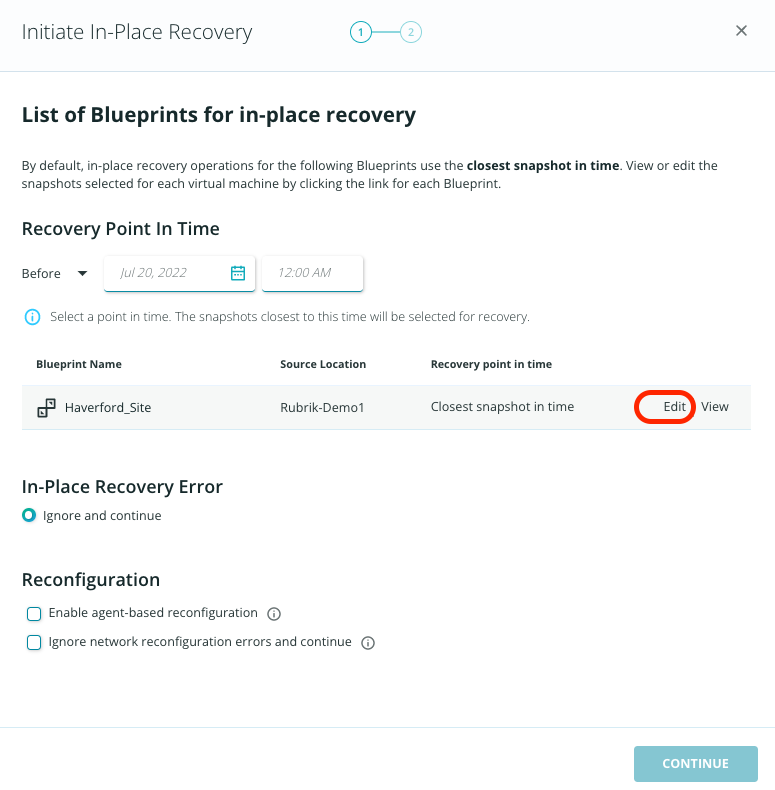 Initiate In-Place Recovery
1
2
List of Blueprints for in-place recovery
By default, in-place recovery operations for the following Blueprints use the closest snapshot in time. View or edit the
snapshots selected for each virtual machine by clicking the link for each Blueprint.
Recovery Point In Time
Before
Jul 20, 2022
12:00 AM
Select a point in time. The snapshots closest to this time will be selected for recovery.
Blueprint Name Source Location Recovery point in time
Haverford_Site Rubrik-Demo1 Closest snapshot in time Edit View
In-Place Recovery Error
Ignore and continue
Reconfiguration
Enable agent-based reconfiguration
Ignore network reconfiguration errors and continue
CONTINUE